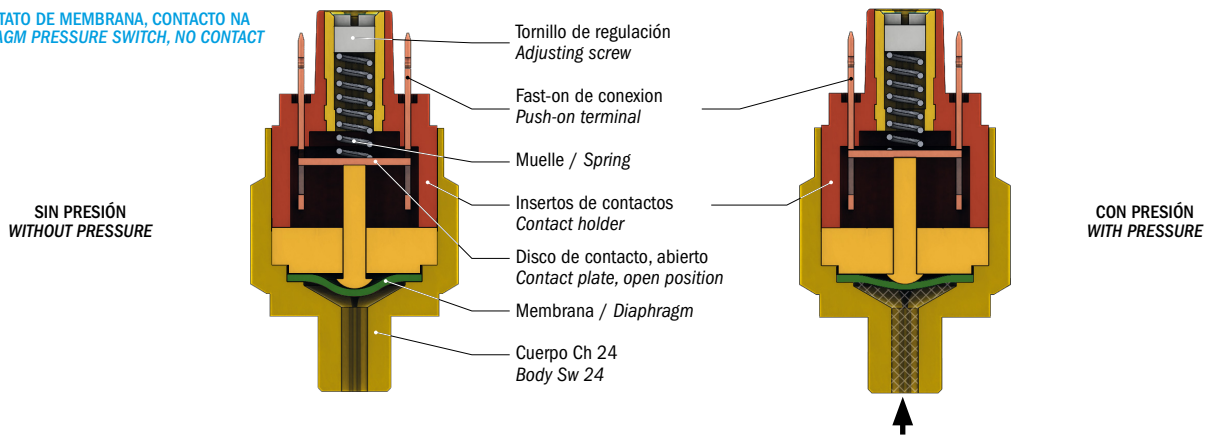 TATO DE MEMBRANA, CONTACTO NA
AGM PRESSURE SWITCH, NO CONTACT
Tornillo de regulación
Adjusting screw
Fast-on de conexion
Push-on terminal
Muelle / Spring
SIN PRESIÓN
WITHOUT PRESSURE
Insertos de contactos
Contact holder
CON PRESIÓN
WITH PRESSURE
Disco de contacto, abierto
Contact plate, open position
Membrana / Diaphragm
Cuerpo Ch 24
Body Sw 24